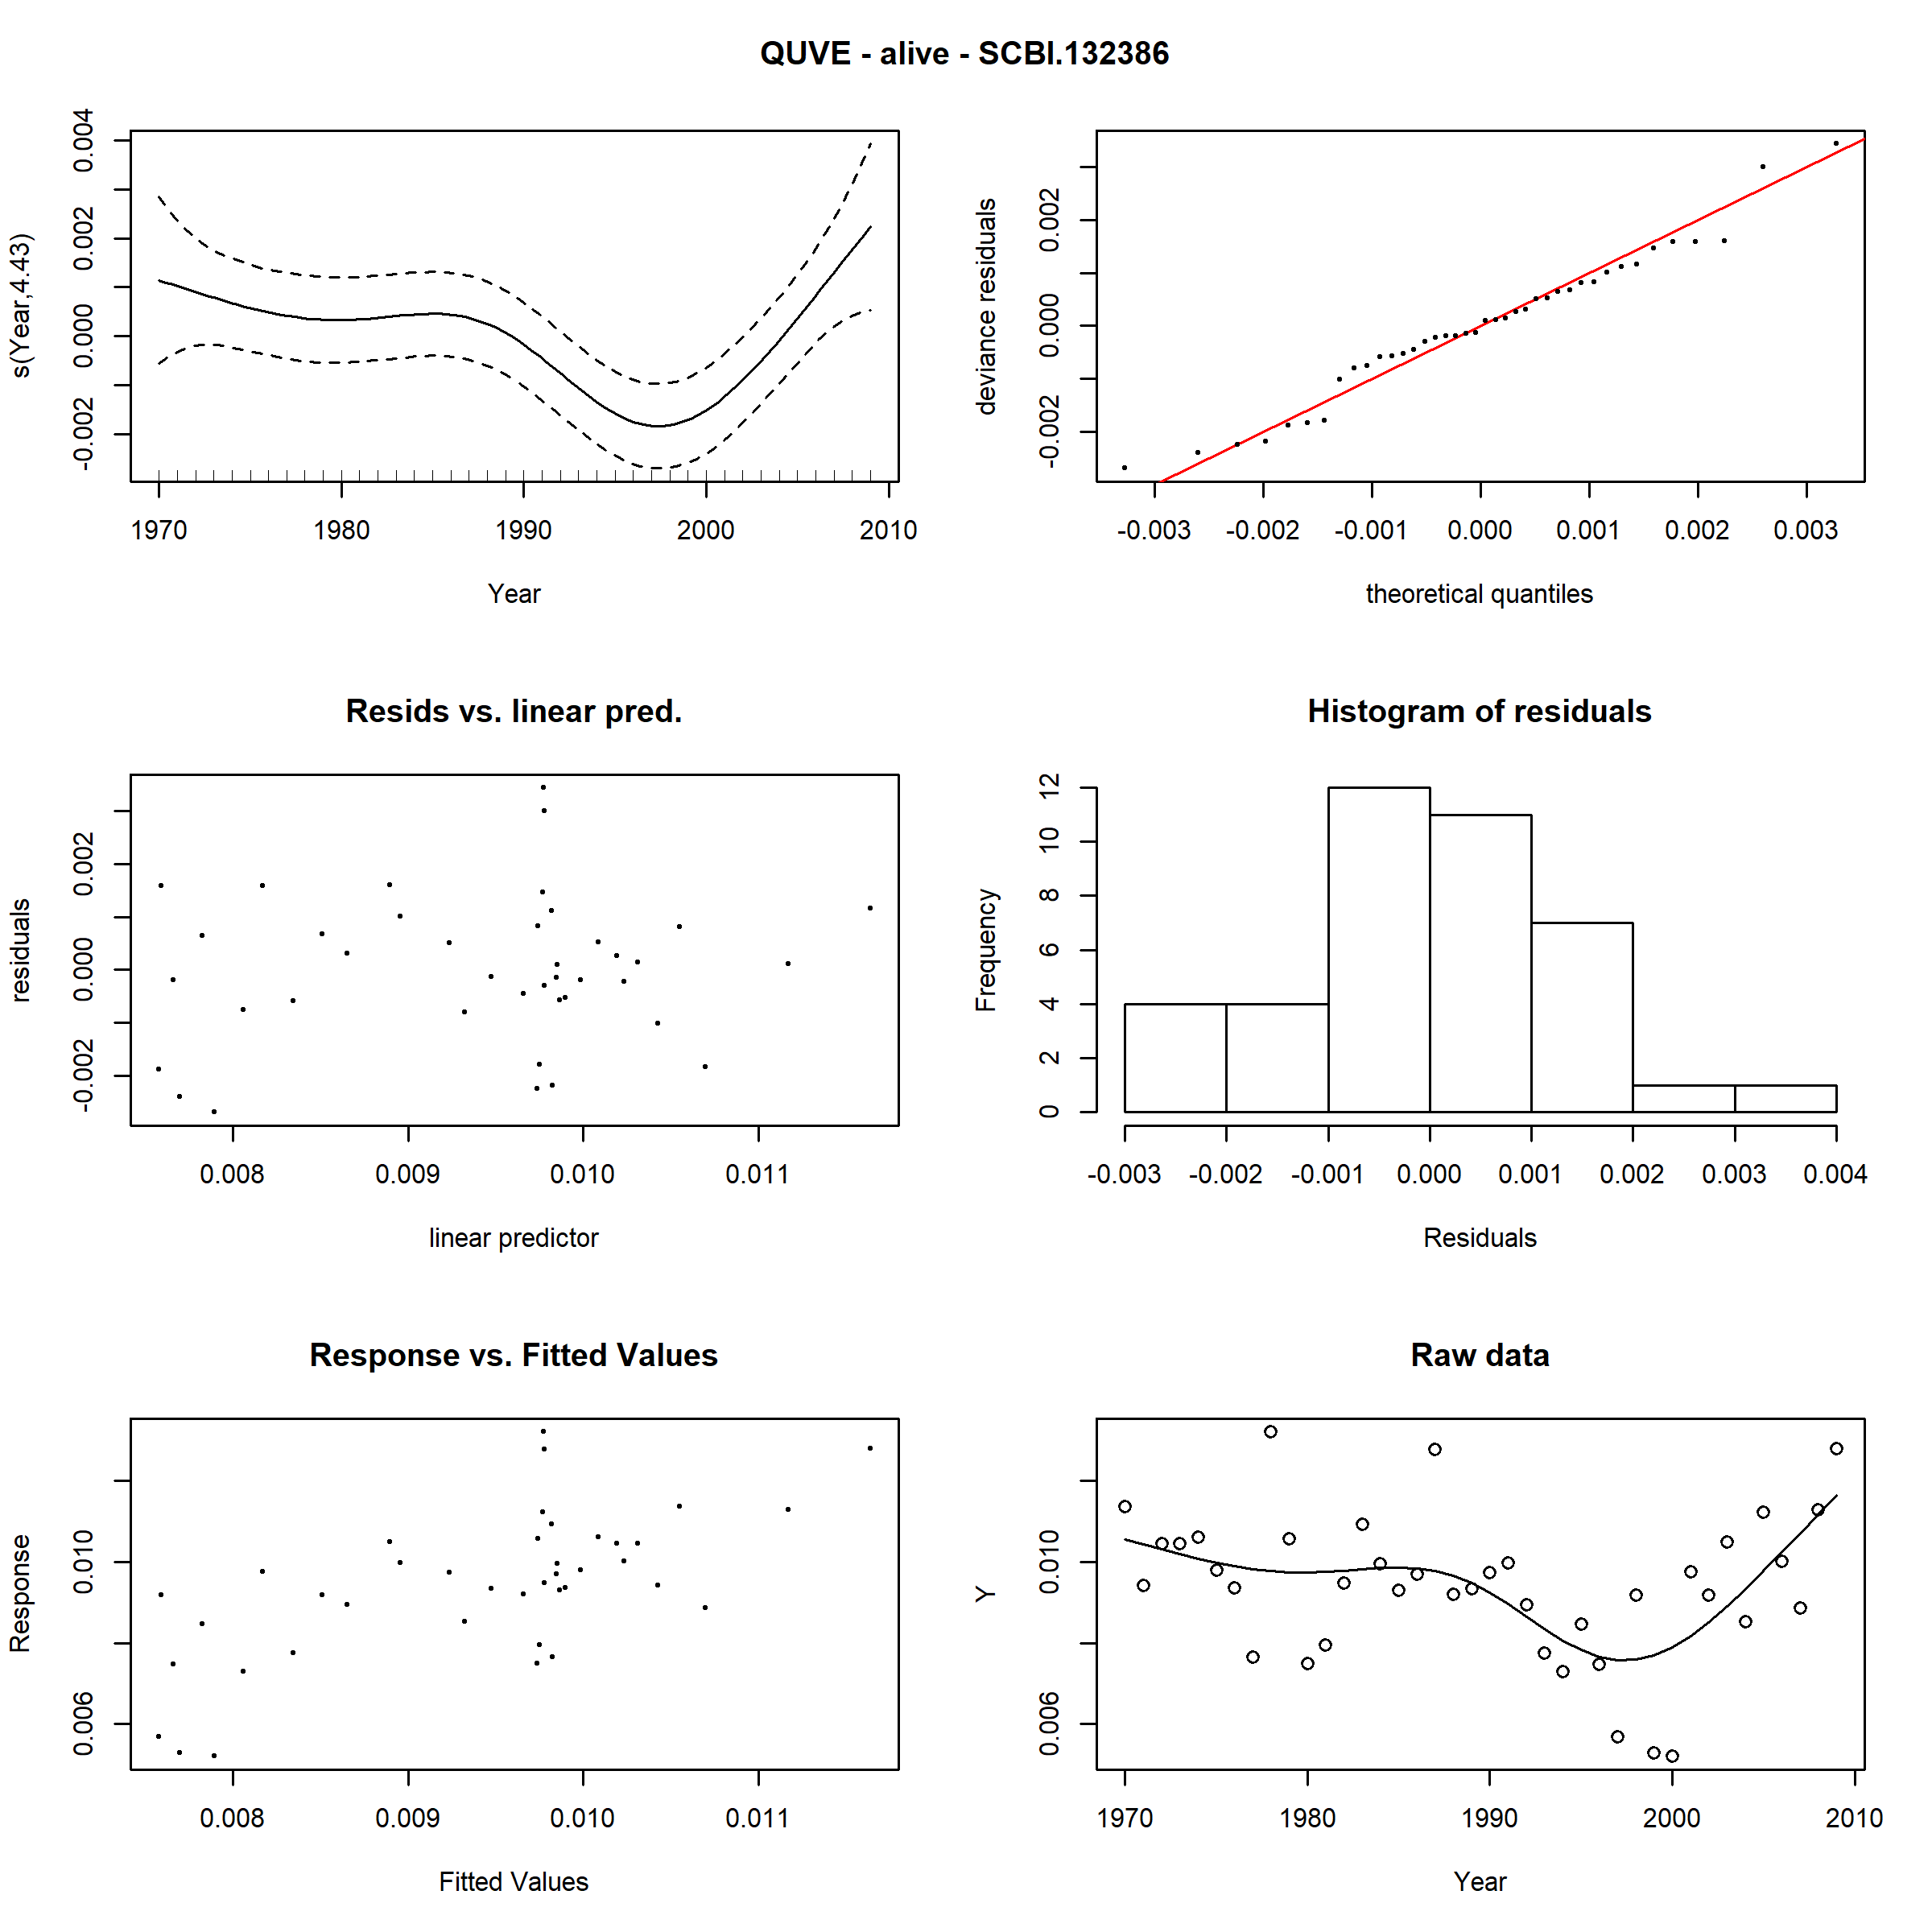 QUVE - alive - SCBI.132386
s(Year,4.43)
-0.002 0.000 0.002 0.004
1970 1980 1990 2000 2010
Year
deviance residuals
-0.002 0.000 0.002
-0.003 -0.002 -0.001 0.000 0.001 0.002 0.003
theoretical quantiles
Resids vs. linear pred.
residuals
-0.002 0.000 0.002
0.008 0.009 0.010 0.011
linear predictor
Histogram of residuals
Frequency
0 2 4 6 8 10 12
-0.003 -0.002 -0.001 0.000 0.001 0.002 0.003 0.004
Residuals
Response vs. Fitted Values
Response
0.006 0.010
0.008 0.009 0.010 0.011
Fitted Values
Raw data
Y
0.006 0.010
1970 1980 1990 2000 2010
Year